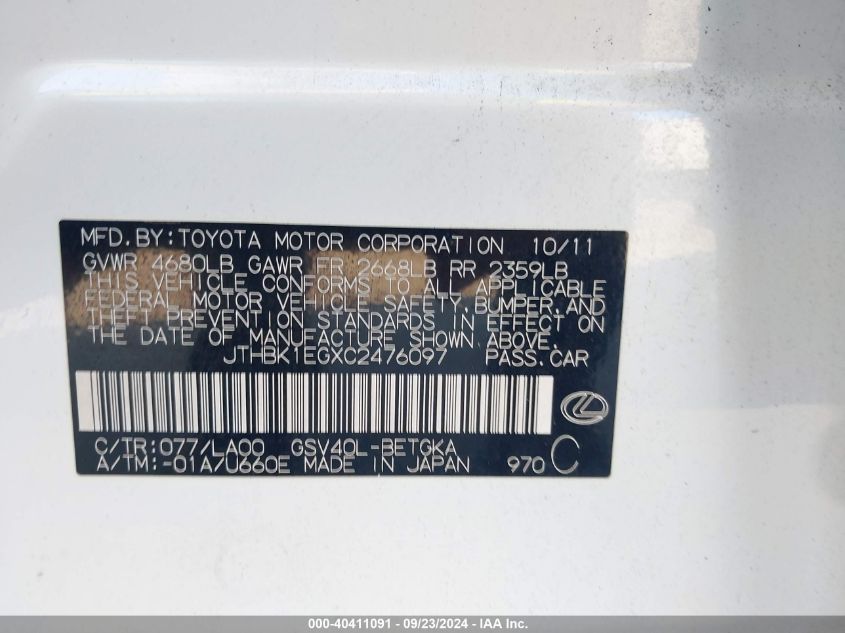 MFD.BY:TOYOTA MOTOR CORPORATION 10/11
GVWR 4680LB GAWR FR 2668LB RR 2359LB
THIS VEHICLE CONFORMS TO ALL APPLICABLE
FEDERAL MOTOR VEHICLE SAFETY,BUMPER,AND
THEFT PREVENTION STANDARDS IN EFFECT ON
THE DATE OF MANUFACTURE SHOWN ABOVE.
JTHBK1EGXC2476097 PASS.CAR
C/TR:077/LA00 GSV40L-BETGKA
A/TM:-01A/U660E MADE IN JAPAN 970 C
000-40411091 - 09/23/2024 - IAA Inc.